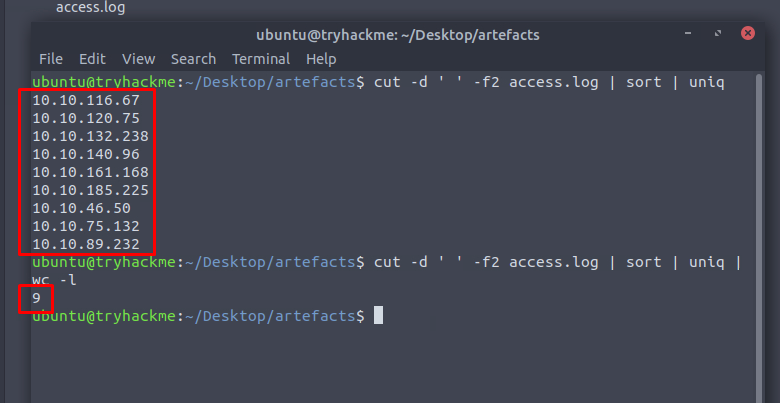 access.log
ubuntu@tryhackme: ~/Desktop/artefacts
File Edit View Search Terminal Help
ubuntu@tryhackme:~/Desktop/artefacts$ cut -d ' ' -f2 access.log | sort | uniq
10.10.116.67
10.10.120.75
10.10.132.238
10.10.140.96
10.10.161.168
10.10.185.225
10.10.46.50
10.10.75.132
10.10.89.232
ubuntu@tryhackme:~/Desktop/artefacts$ cut -d ' ' -f2 access.log | sort | uniq |
wc -l
9
ubuntu@tryhackme:~/Desktop/artefacts$